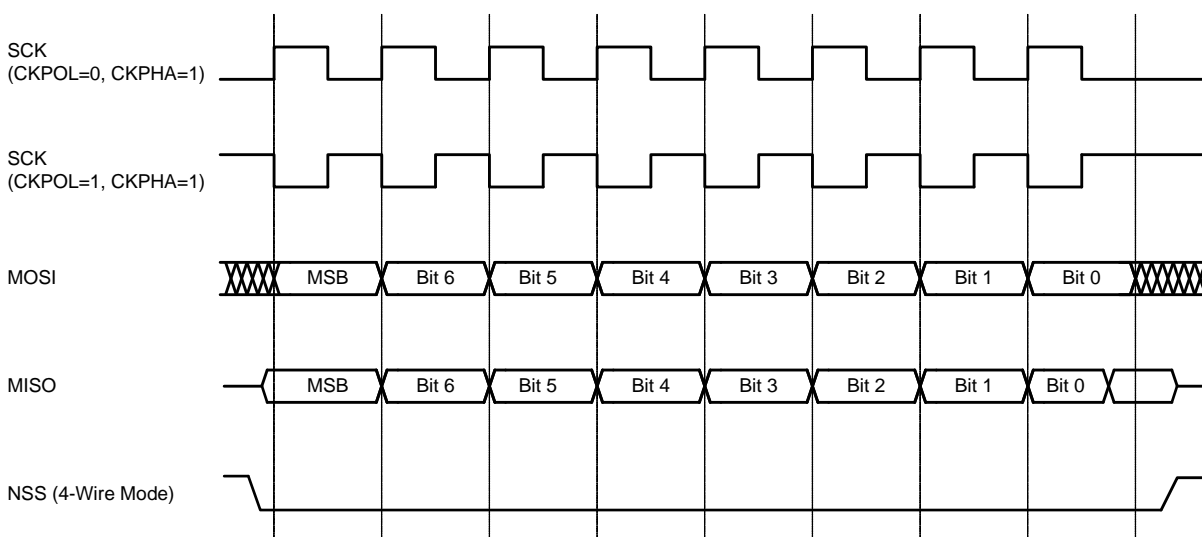 SCK
(CKPOL=0, CKPHA=1)
SCK
(CKPOL=1, CKPHA=1)
MOSI
MSB Bit 6 Bit 5 Bit 4 Bit 3 Bit 2 Bit 1 Bit 0
MISO
MSB Bit 6 Bit 5 Bit 4 Bit 3 Bit 2 Bit 1 Bit 0
NSS (4-Wire Mode)